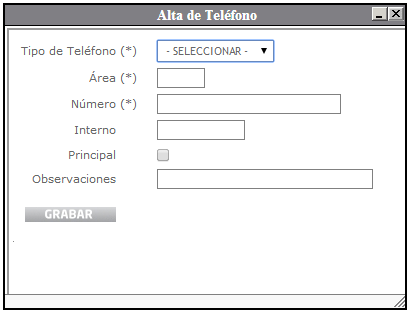 Alta de Teléfono
Tipo de Teléfono (*) - SELECCIONAR -
Área (*)
Número (*)
Interno
Principal
Observaciones
GRABAR